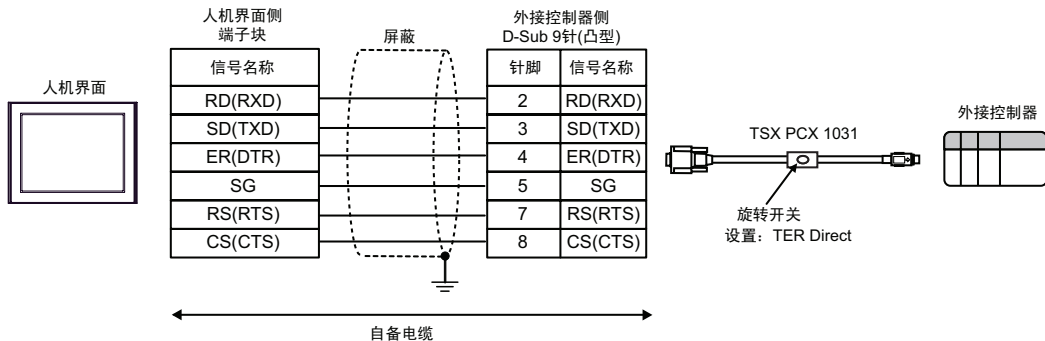 人机界面
人机界面侧
端子块
信号名称
RD(RXD)
SD(TXD)
ER(DTR)
SG
RS(RTS)
CS(CTS)
屏蔽
外接控制器侧
D-Sub 9针(凸型)
针脚 信号名称
2 RD(RXD)
3 SD(TXD)
4 ER(DTR)
5 SG
7 RS(RTS)
8 CS(CTS)
自备电缆
TSX PCX 1031
旋转开关
设置：TER Direct
外接控制器